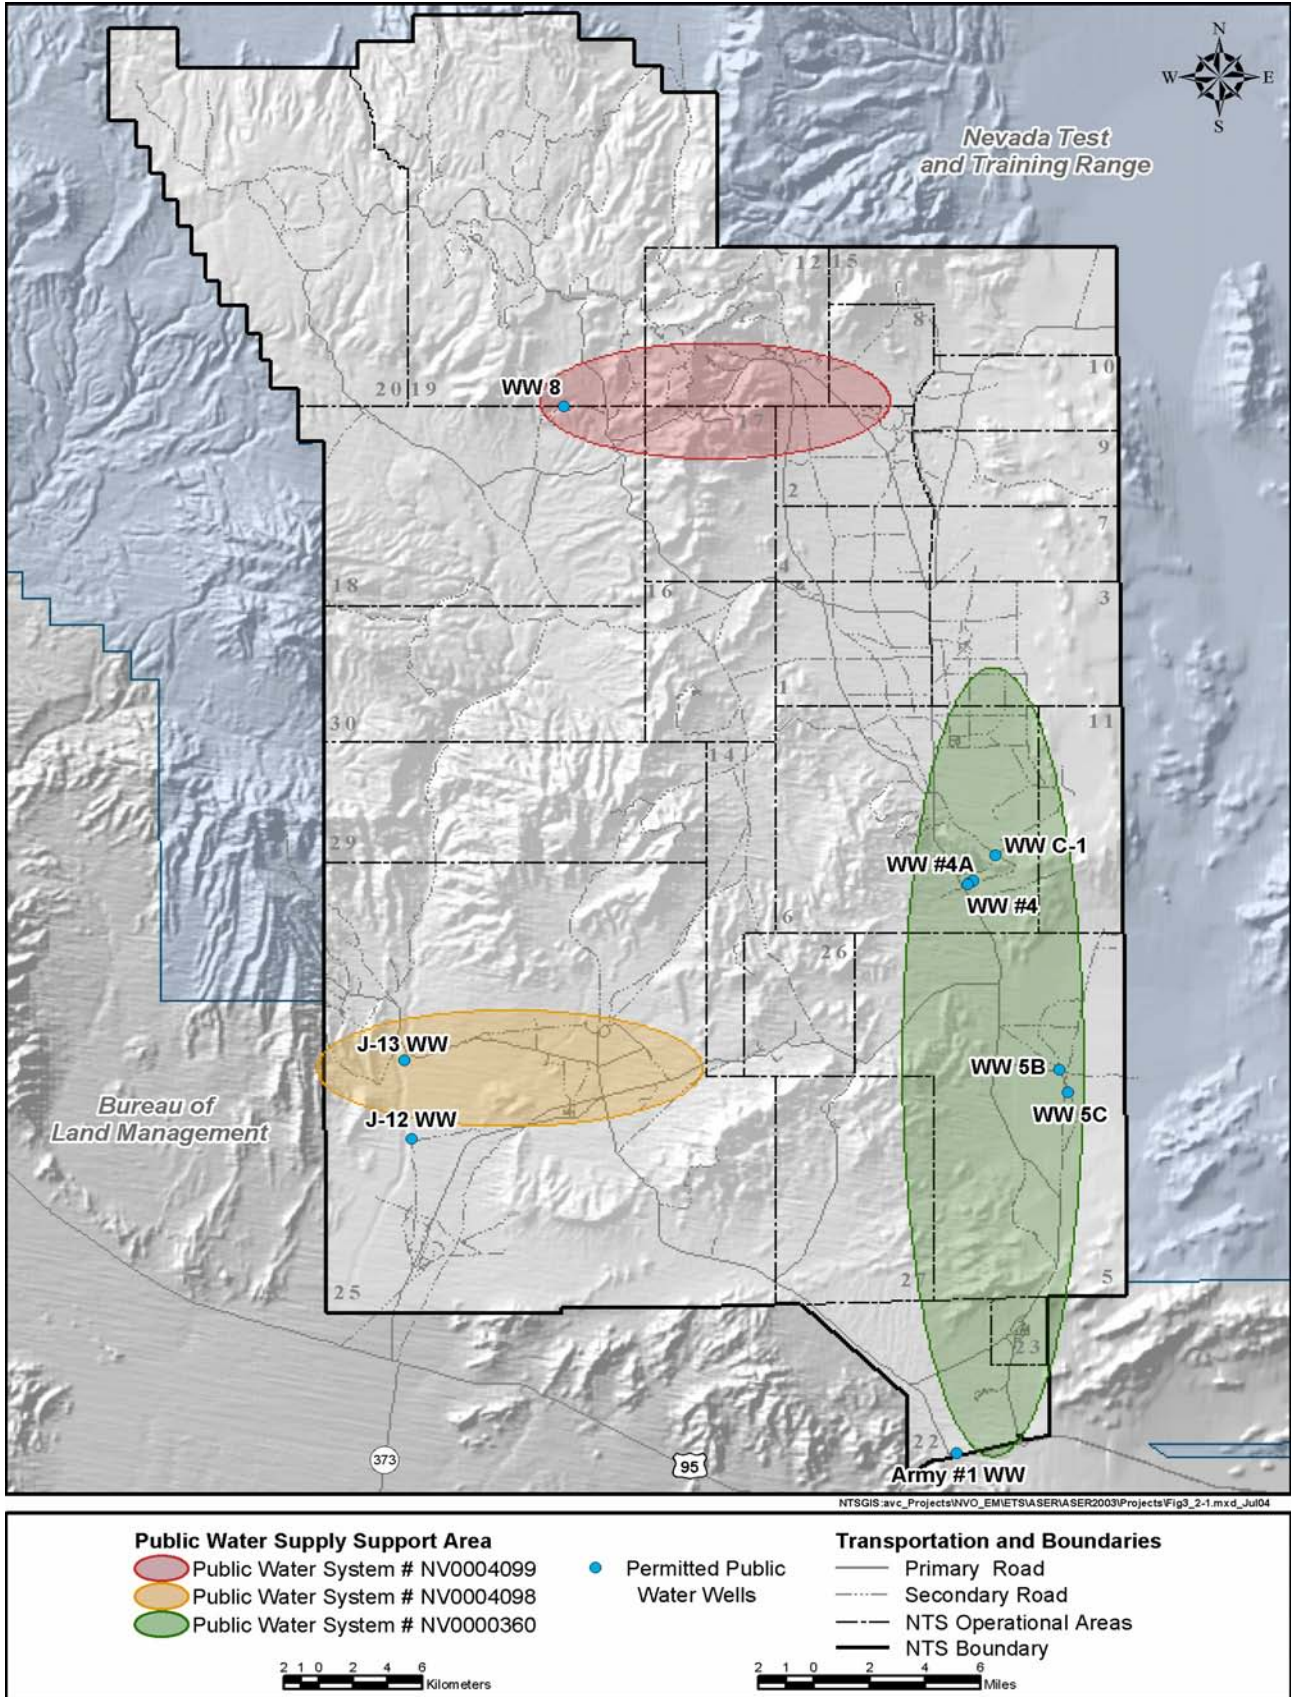 N
W E
S
Nevada Test
and Training Range
12 15
8
10
20 19
WW 8
17
9
2
7
18
16
4
3
30
1
11
14
29
WW C-1
WW #4A
WW #4
6
26
J-13 WW
WW 5B
J-12 WW
WW 5C
Bureau of
Land Management
25
27
5
23
22
373
95
Army #1 WW
NTSGIS:avc_Projects\NVO_EM\ETS\ASER\ASER2003\Projects\Fig3_2-1.mxd_Jul04
Public Water Supply Support Area
Public Water System # NV0004099
Public Water System # NV0004098
Public Water System # NV0000360
Permitted Public
Water Wells
Transportation and Boundaries
Primary Road
Secondary Road
NTS Operational Areas
NTS Boundary
2 1 0 2 4 6
Kilometers
2 1 0 2 4 6
Miles